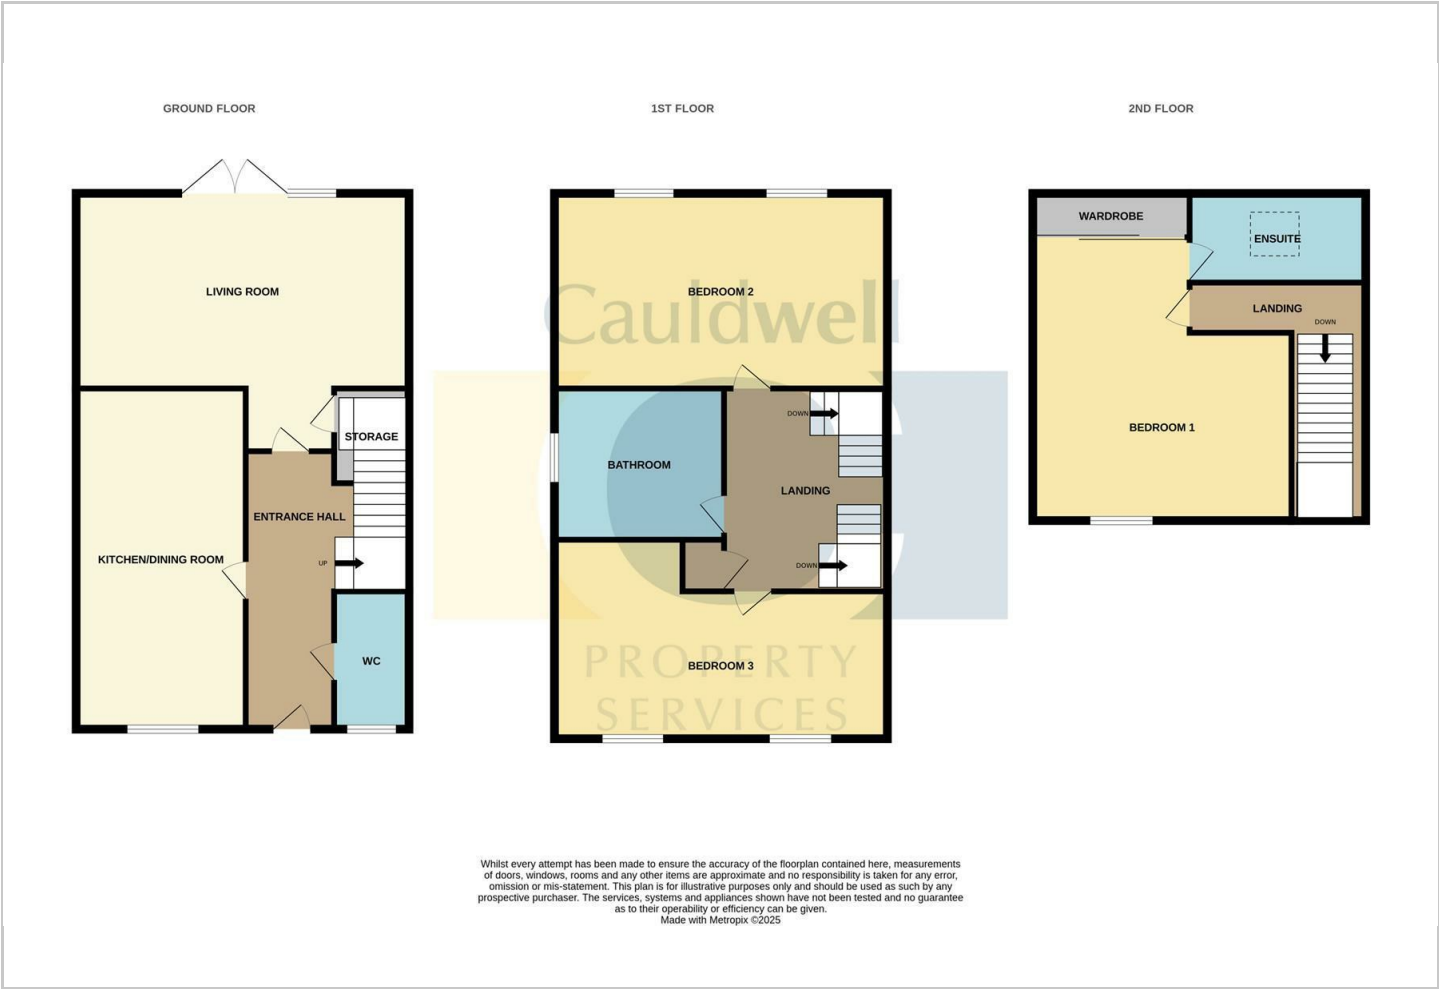 GROUND FLOOR
1ST FLOOR
2ND FLOOR
LIVING ROOM
STORAGE
ENTRANCE HALL
KITCHEN/DINING ROOM
UP
WC
BEDROOM 2
DOWN
BATHROOM
LANDING
DOWN
BEDROOM 3
WARDROBE
ENSUITE
LANDING
DOWN
BEDROOM 1
Cauldwell
PROPERTY
SERVICES
Whilst every attempt has been made to ensure the accuracy of the floorplan contained here, measurements
of doors, windows, rooms and any other items are approximate and no responsibility is taken for any error,
omission or mis-statement. This plan is for illustrative purposes only and should be used as such by any
prospective purchaser. The services, systems and appliances shown have not been tested and no guarantee
as to their operability or efficiency can be given.
Made with Metropix ©2025